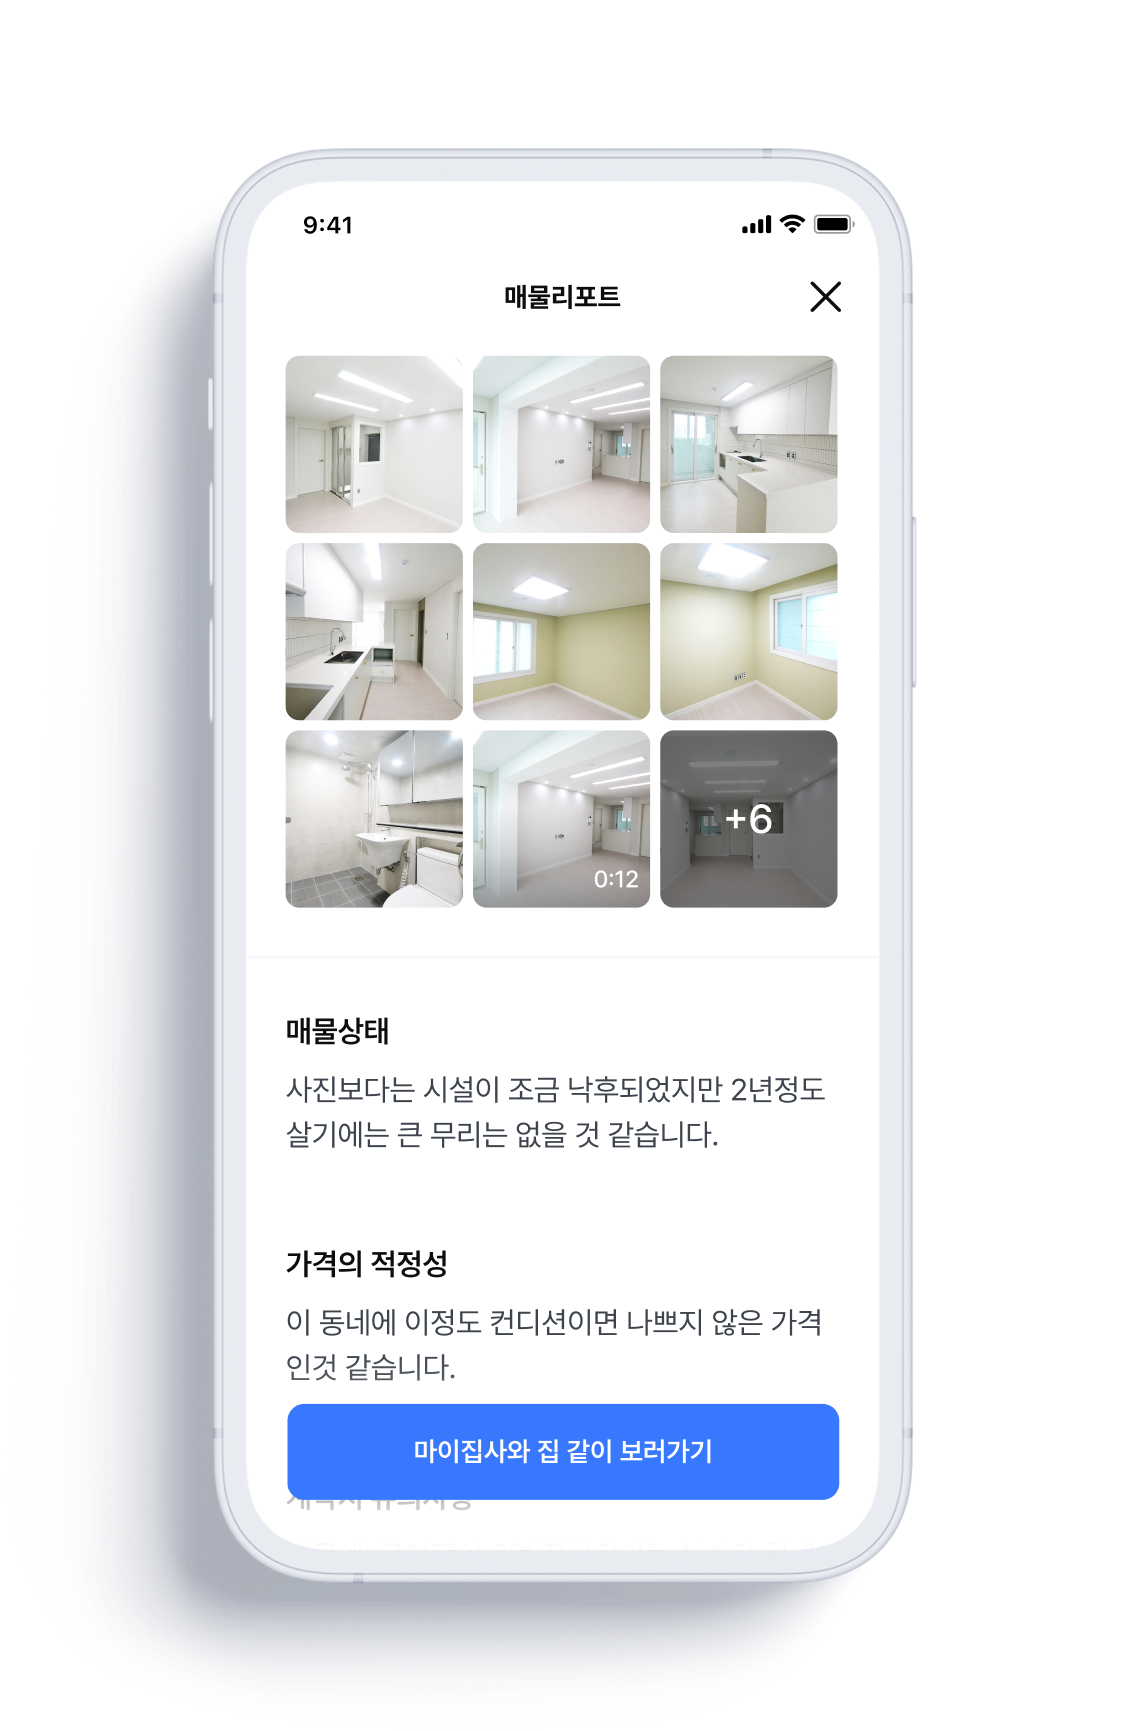 9:41
매물리포트
0:12
+6
매물상태
사진보다는 시설이 조금 낙후되었지만 2년정도
살기에는 큰 무리는 없을 것 같습니다.
가격의 적정성
이 동네에 이정도 컨디션이면 나쁘지 않은 가격
인것 같습니다.
마이집사와 집 같이 보러가기